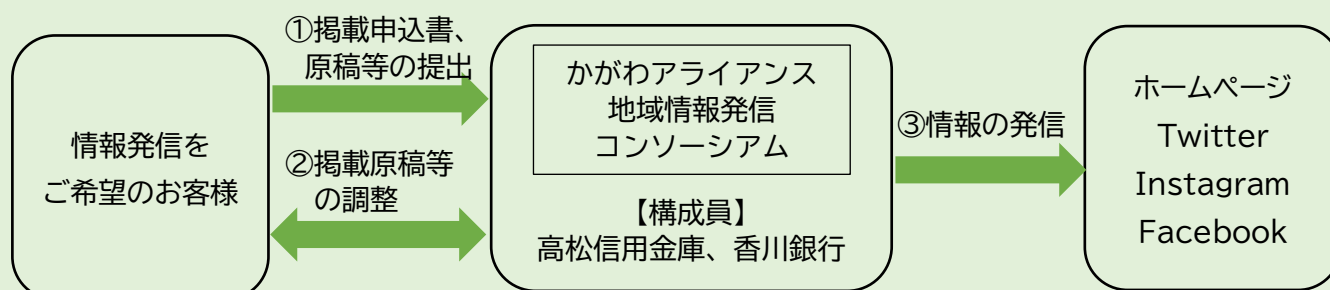 情報発信を
ご希望のお客様
①掲載申込書、
原稿等の提出
②掲載原稿等
の調整
かがわアライアンス
地域情報発信
コンソーシアム
【構成員】
高松信用金庫、香川銀行
③情報の発信
ホームページ
Twitter
Instagram
Facebook